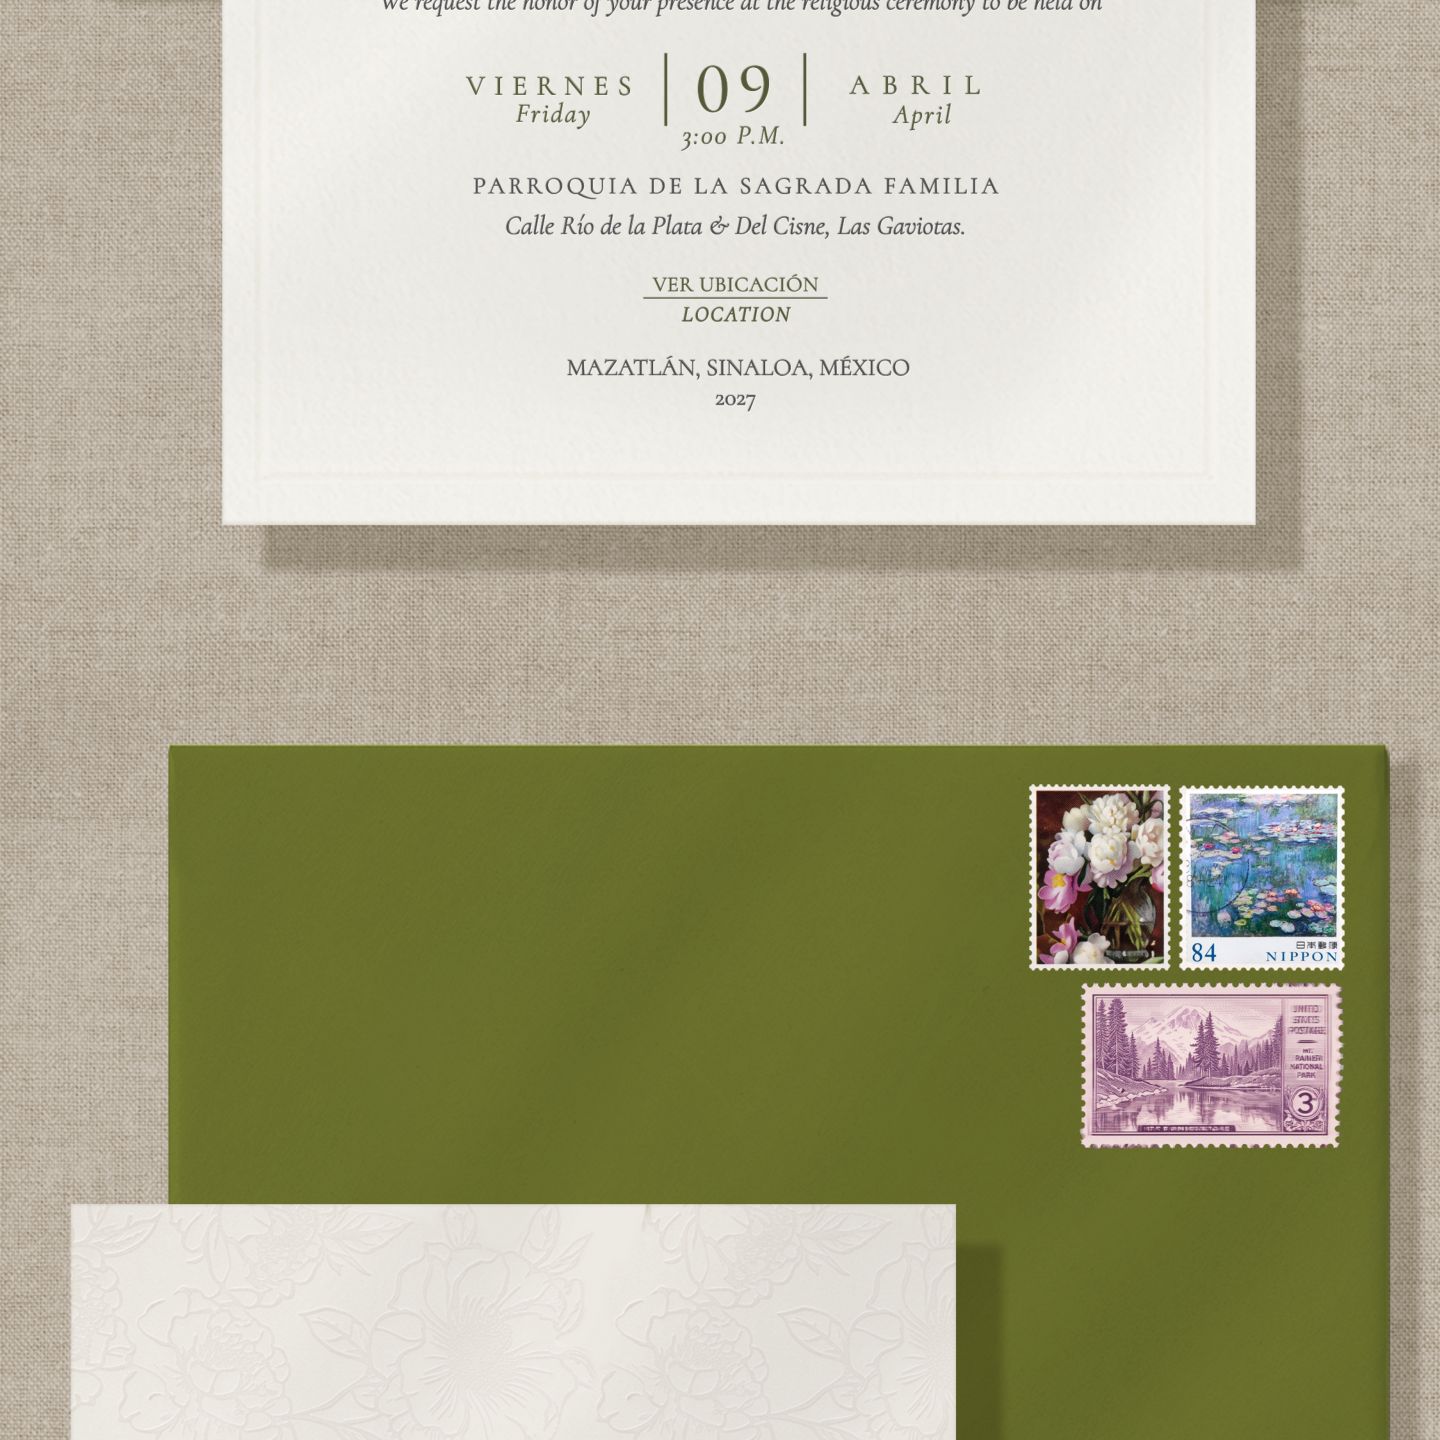 We request the honor of your presence at the religious ceremony to be held on
VIERNES | 09 | ABRIL
Friday
April
3:00 P.M.
PARROQUIA DE LA SAGRADA FAMILIA
Calle Río de la Plata & Del Cisne, Las Gaviotas.
VER UBICACIÓN
LOCATION
MAZATLÁN, SINALOA, MÉXICO
2027
日本郵便
84 NIPPON
UNITED
STATES
POSTAGE
MT.
RAINIER
NATIONAL
PARK
3